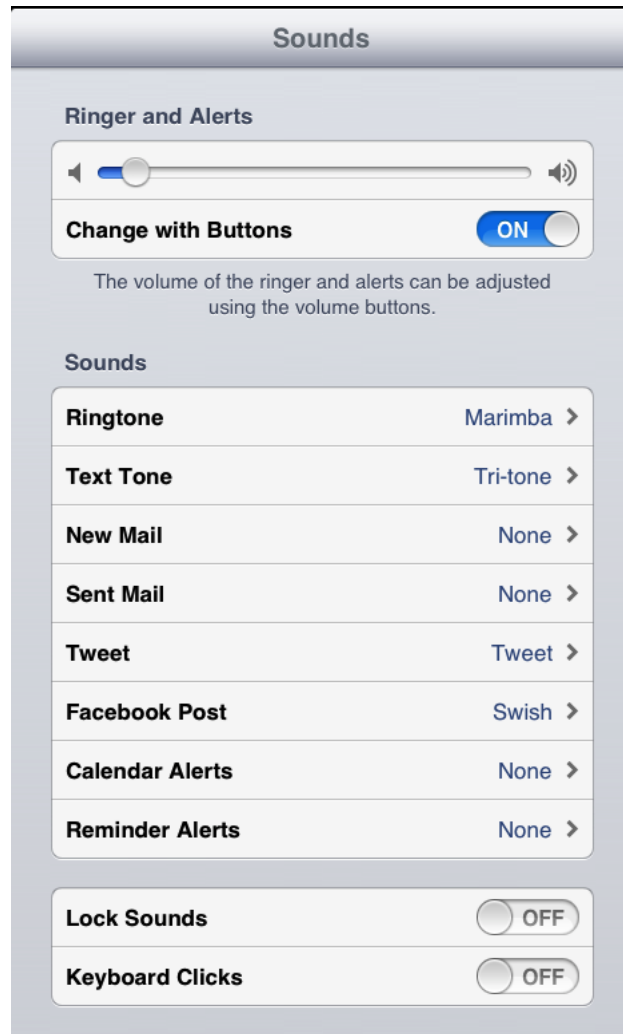 Sounds
Ringer and Alerts
Change with Buttons ON
The volume of the ringer and alerts can be adjusted
using the volume buttons.
Sounds
Ringtone Marimba
Text Tone Tri-tone
New Mail None
Sent Mail None
Tweet Tweet
Facebook Post Swish
Calendar Alerts None
Reminder Alerts None
Lock Sounds OFF
Keyboard Clicks OFF